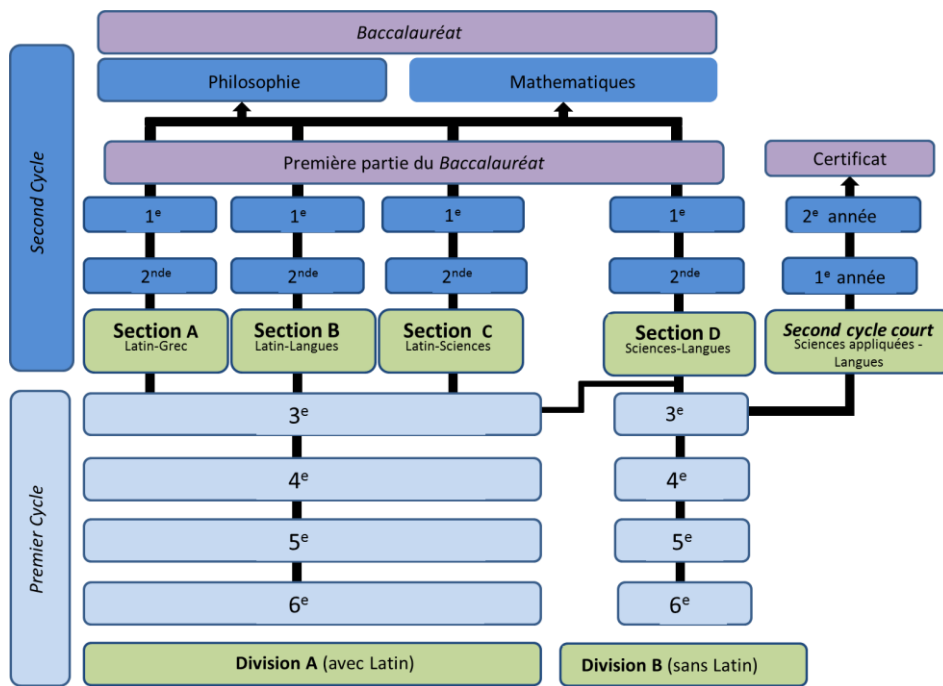 Baccalauréat
Philosophie
Mathematiques
Second Cycle
Première partie du Baccalauréat
Certificat
1e
1e
1e
1e
2e année
2nde
2nde
2nde
2nde
1e année
Section A
Latin-Grec
Section B
Latin-Langues
Section C
Latin-Sciences
Section D
Sciences-Langues
Second cycle court
Sciences appliquées -
Langues
Premier Cycle
3e
3e
4e
4e
5e
5e
6e
6e
Division A (avec Latin)
Division B (sans Latin)